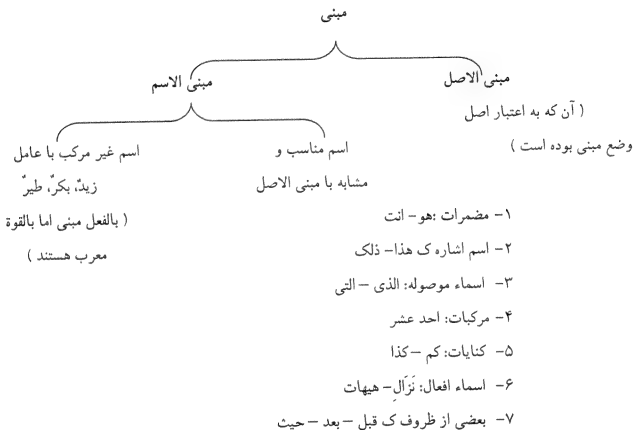 مبنی
مبنی الاصل
( آن که به اعتبار اصل
وضع مبنی بوده است )
مبنی الاسم
اسم مناسب و
مشابه با مبنی الاصل
اسم غیر مرکب با عامل
زیدٌ، بکرٌ، طیرٌ
( بالفعل مبنی اما بالقوة
معرب هستند )
۱- مضمرات :هو- انت
۲- اسم اشاره ک هذا- ذلک
۳- اسماء موصوله: الذی – التی
۴- مرکبات: احد عشر
۵- کنایات: کم – کذا
۶- اسماء افعال: نَزَالِ- هیهات
۷- بعضی از ظروف ک قبل – بعد – حیث